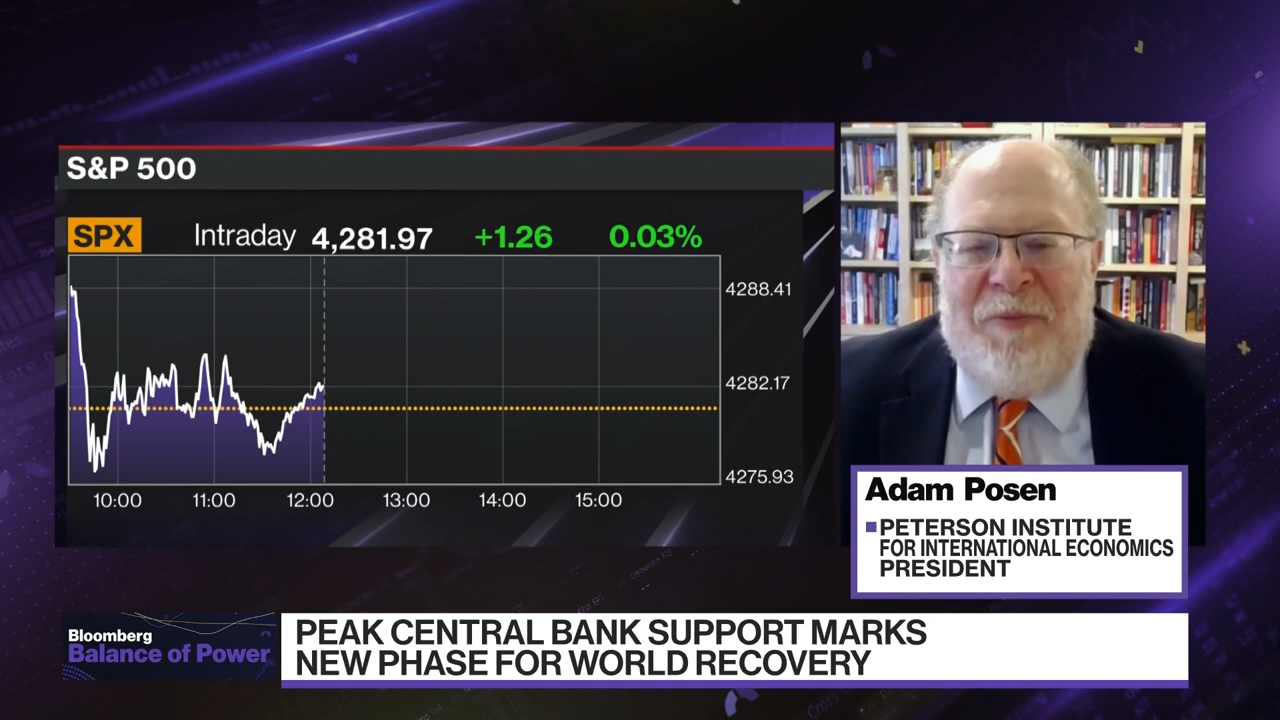 S&P 500
SPX Intraday 4,281.97 +1.26 0.03%
4288.41
4282.17
4275.93
10:00 11:00 12:00 13:00 14:00 15:00
Adam Posen
PETERSON INSTITUTE
FOR INTERNATIONAL ECONOMICS
PRESIDENT
Bloomberg
Balance of Power
PEAK CENTRAL BANK SUPPORT MARKS
NEW PHASE FOR WORLD RECOVERY